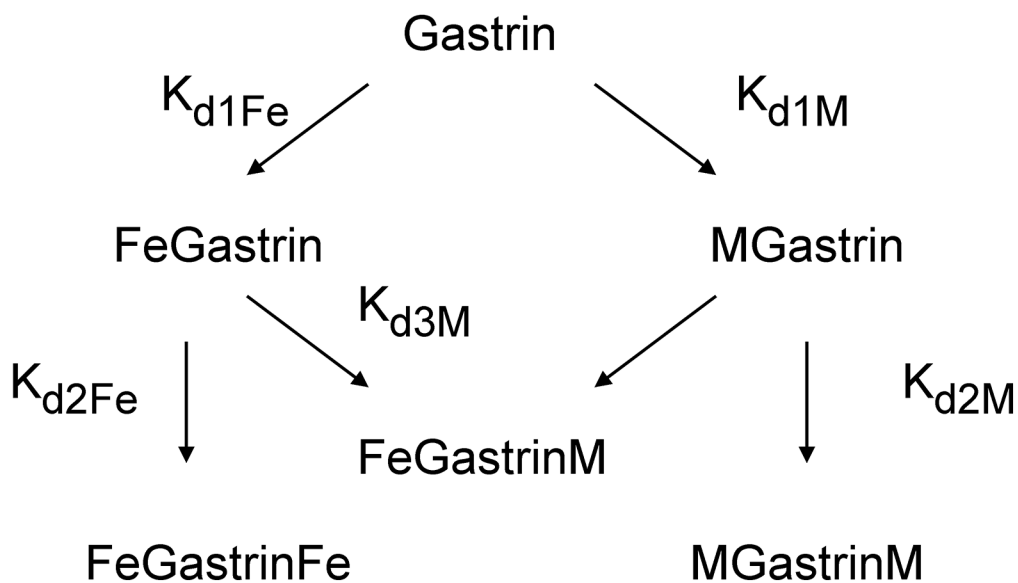 Gastrin
Kd1Fe
Kd1M
FeGastrin
MGastrin
Kd3M
Kd2Fe
Kd2M
FeGastrinM
FeGastrinFe
MGastrinM